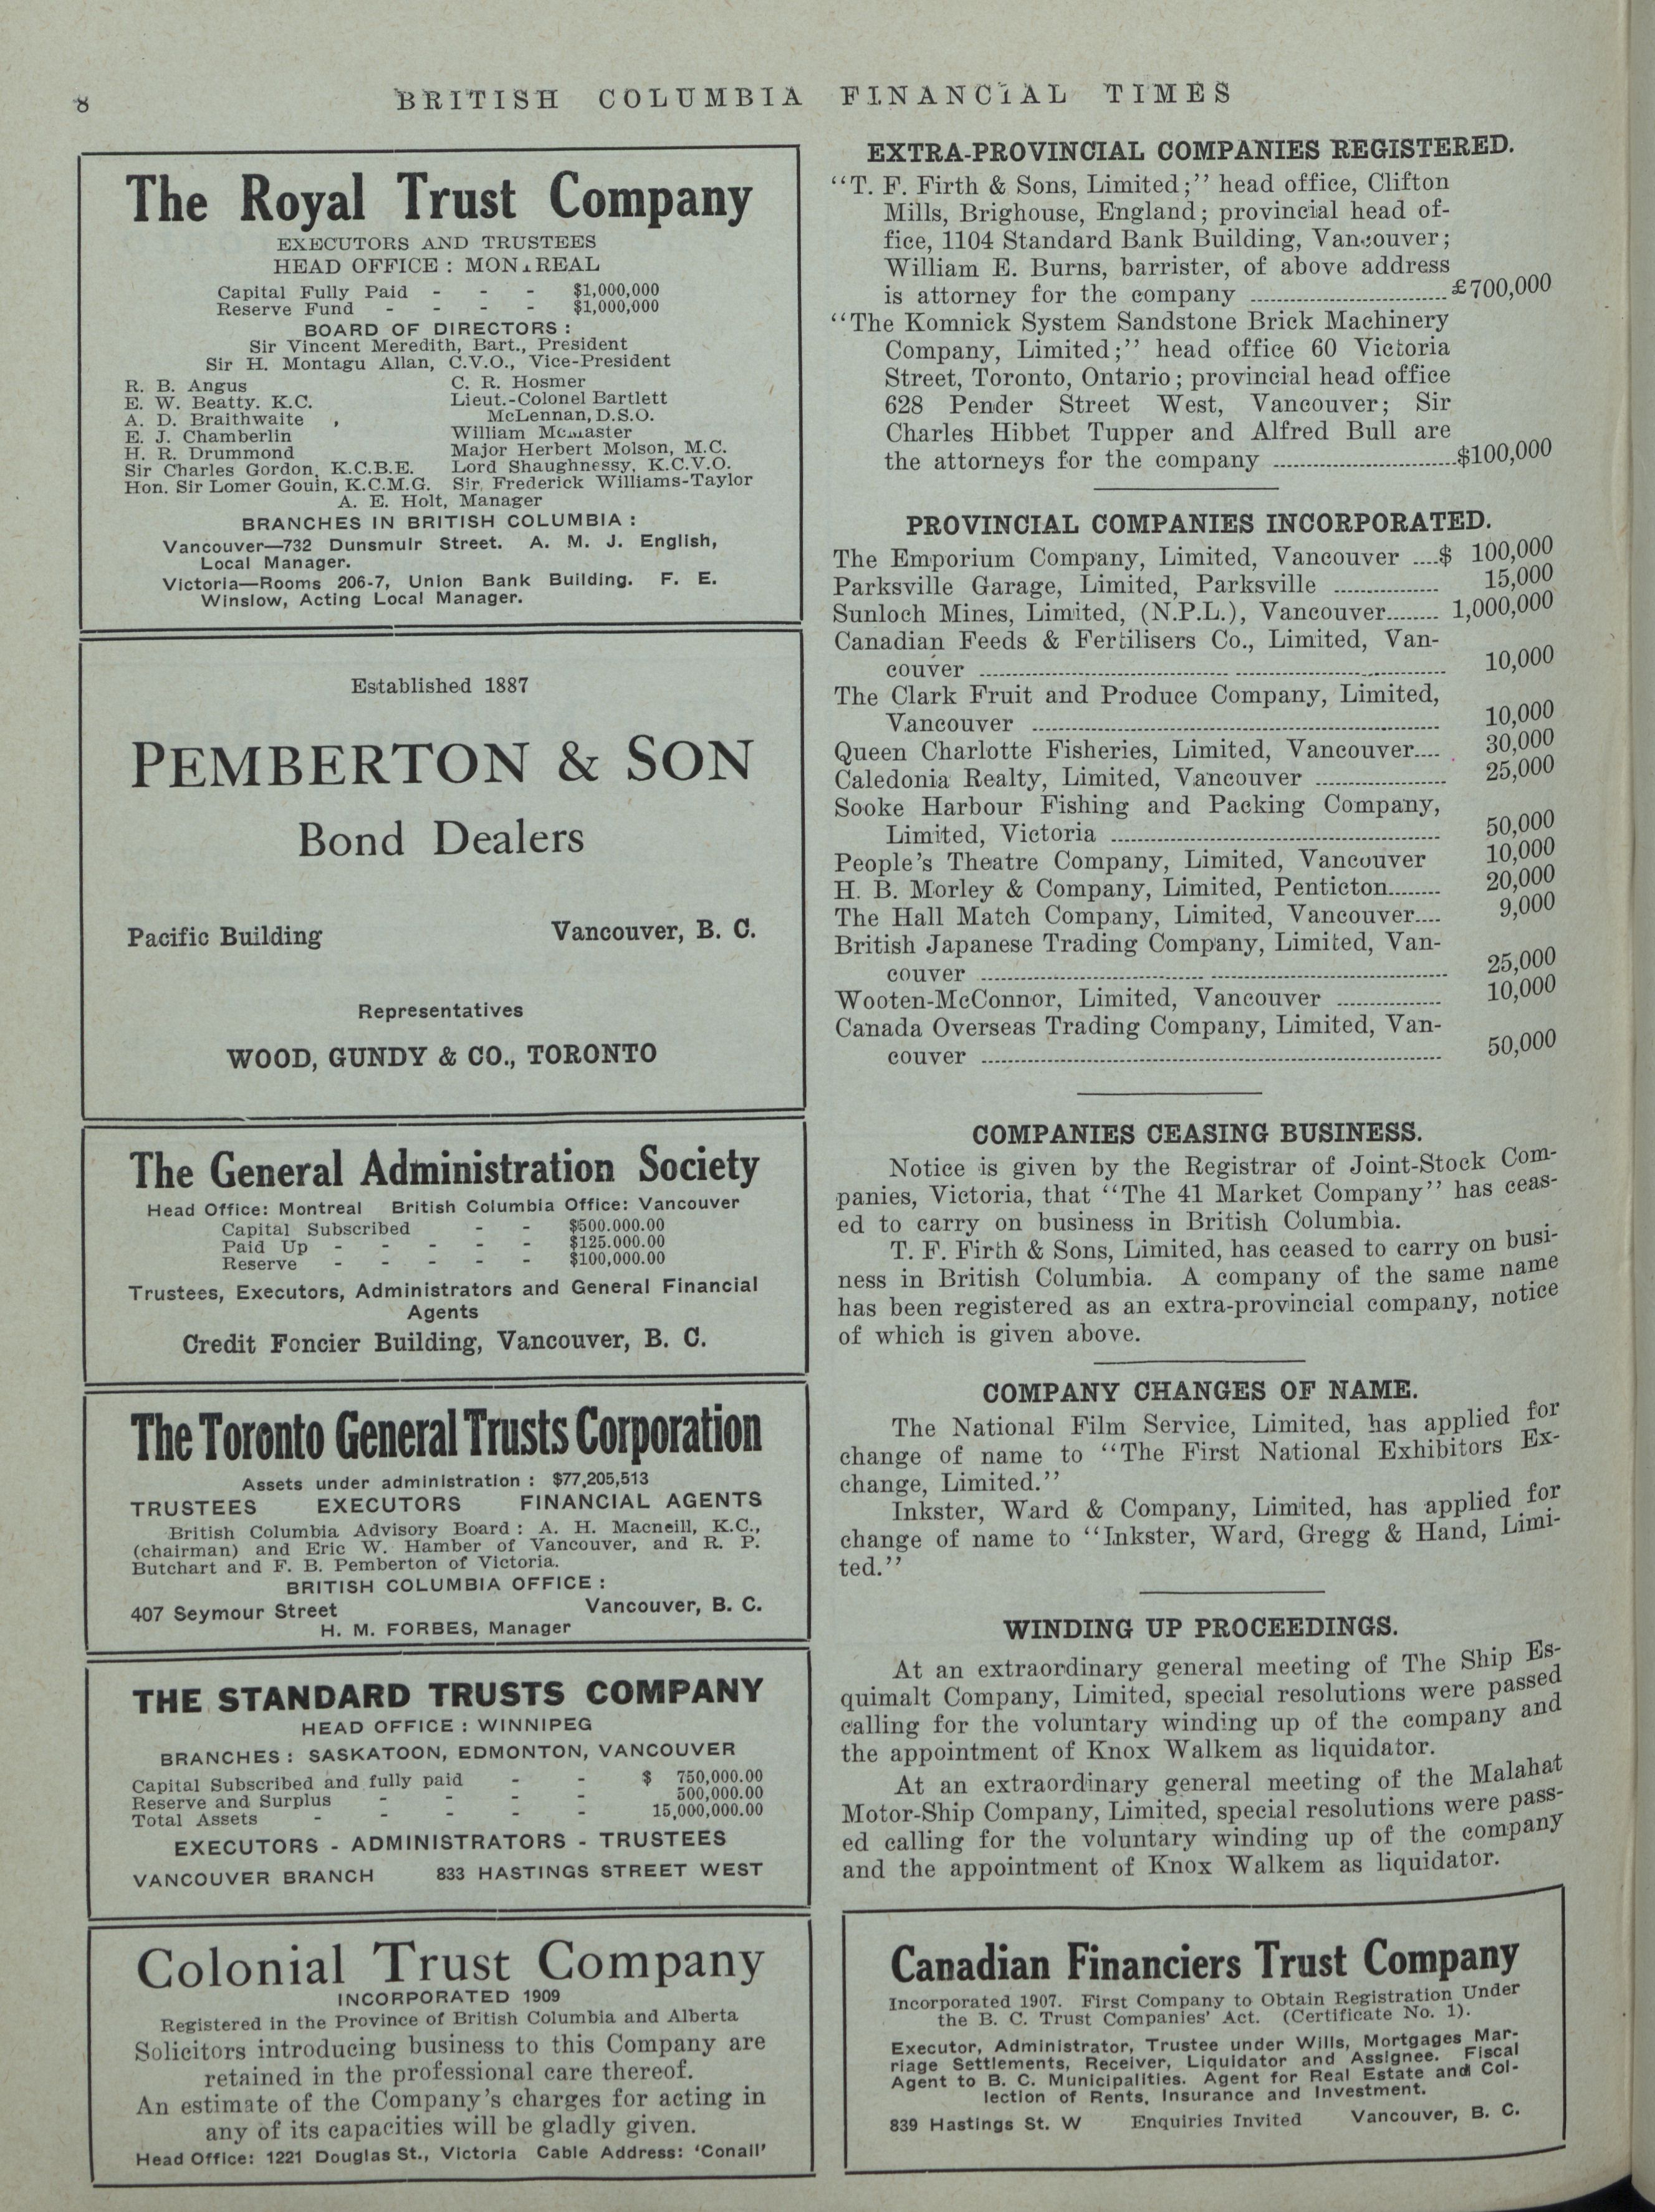 8
BRITISH COLUMBIA FINANCIAL TIMES
The Royal Trust Company
EXECUTORS AND TRUSTEES
HEAD OFFICE : MONTREAL
Capital Fully Paid - - - $1,000,000
Reserve Fund - - - - $1,000,000
BOARD OF DIRECTORS :
Sir Vincent Meredith, Bart., President
Sir H. Montagu Allan, C.V.O., Vice-President
R. B. Angus
E. W. Beatty. K.C.
A. D. Braithwaite
E. J. Chamberlin
H. R. Drummond
Sir Charles Gordon, K.C.B.E.
Hon. Sir Lomer Gouin, K.C.M.G.
C. R. Hosmer
Lieut.-Colonel Bartlett
McLennan, D.S.O.
William McMaster
Major Herbert Molson, M.C.
Lord Shaughnessy, K.C.V.O.
Sir Frederick Williams-Taylor
A. E. Holt, Manager
BRANCHES IN BRITISH COLUMBIA :
Vancouver—732 Dunsmuir Street. A. M. J. English,
Local Manager.
Victoria—Rooms 206-7, Union Bank Building. F. E.
Winslow, Acting Local Manager.
Established 1887
PEMBERTON & SON
Bond Dealers
Pacific Building Vancouver, B. C.
Representatives
WOOD, GUNDY & CO., TORONTO
The General Administration Society
Head Office: Montreal British Columbia Office: Vancouver
Capital Subscribed - - $500.000.00
Paid Up - - - - - $125.000.00
Reserve - - - - - $100,000.00
Trustees, Executors, Administrators and General Financial
Agents
Credit Foncier Building, Vancouver, B. C.
The Toronto General Trusts Corporation
Assets under administration : $77,205,513
TRUSTEES EXECUTORS FINANCIAL AGENTS
British Columbia Advisory Board : A. H. Macneill, K.C.,
(chairman) and Eric W. Hamber of Vancouver, and R. P.
Butchart and F. B. Pemberton of Victoria.
BRITISH COLUMBIA OFFICE :
407 Seymour Street Vancouver, B. C.
H. M. FORBES, Manager
THE STANDARD TRUSTS COMPANY
HEAD OFFICE : WINNIPEG
BRANCHES : SASKATOON, EDMONTON, VANCOUVER
Capital Subscribed and fully paid - - $ 750,000.00
Reserve and Surplus - - - - 500,000.00
Total Assets - - - - - 15,000,000.00
EXECUTORS - ADMINISTRATORS - TRUSTEES
VANCOUVER BRANCH 833 HASTINGS STREET WEST
Colonial Trust Company
INCORPORATED 1909
Registered in the Province of British Columbia and Alberta
Solicitors introducing business to this Company are
retained in the professional care thereof.
An estimate of the Company's charges for acting in
any of its capacities will be gladly given.
Head Office: 1221 Douglas St., Victoria Cable Address: 'Conail'
EXTRA-PROVINCIAL COMPANIES REGISTERED.
"T. F. Firth & Sons, Limited;" head office, Clifton
Mills, Brighouse, England; provincial head of-
fice, 1104 Standard Bank Building, Vancouver;
William E. Burns, barrister, of above address
is attorney for the company ........ £700,000
"The Komnick System Sandstone Brick Machinery
Company, Limited;" head office 60 Victoria
Street, Toronto, Ontario; provincial head office
628 Pender Street West, Vancouver; Sir
Charles Hibbet Tupper and Alfred Bull are
the attorneys for the company ........ $100,000
PROVINCIAL COMPANIES INCORPORATED.
The Emporium Company, Limited, Vancouver ....$ 100,000
Parksville Garage, Limited, Parksville ........ 15,000
Sunloch Mines, Limited, (N.P.L.), Vancouver........ 1,000,000
Canadian Feeds & Fertilisers Co., Limited, Van-
couver ........ 10,000
The Clark Fruit and Produce Company, Limited,
Vancouver ........ 10,000
Queen Charlotte Fisheries, Limited, Vancouver.... 30,000
Caledonia Realty, Limited, Vancouver ........ 25,000
Sooke Harbour Fishing and Packing Company,
Limited, Victoria ........ 50,000
People's Theatre Company, Limited, Vancouver 10,000
H. B. Morley & Company, Limited, Penticton........ 20,000
The Hall Match Company, Limited, Vancouver.... 9,000
British Japanese Trading Company, Limited, Van-
couver ........ 25,000
Wooten-McConnor, Limited, Vancouver ........ 10,000
Canada Overseas Trading Company, Limited, Van-
couver ........ 50,000
COMPANIES CEASING BUSINESS.
Notice is given by the Registrar of Joint-Stock Com-
panies, Victoria, that "The 41 Market Company" has ceas-
ed to carry on business in British Columbia.
T. F. Firth & Sons, Limited, has ceased to carry on busi-
ness in British Columbia. A company of the same name
has been registered as an extra-provincial company, notice
of which is given above.
COMPANY CHANGES OF NAME.
The National Film Service, Limited, has applied for
change of name to "The First National Exhibitors Ex-
change, Limited."
Inkster, Ward & Company, Limited, has applied for
change of name to "Inkster, Ward, Gregg & Hand, Limi-
ted."
WINDING UP PROCEEDINGS.
At an extraordinary general meeting of The Ship Es-
quimalt Company, Limited, special resolutions were passed
calling for the voluntary winding up of the company and
the appointment of Knox Walkem as liquidator.
At an extraordinary general meeting of the Malahat
Motor-Ship Company, Limited, special resolutions were pass-
ed calling for the voluntary winding up of the company
and the appointment of Knox Walkem as liquidator.
Canadian Financiers Trust Company
Incorporated 1907. First Company to Obtain Registration Under
the B. C. Trust Companies' Act. (Certificate No. 1).
Executor, Administrator, Trustee under Wills, Mortgages Mar-
riage Settlements, Receiver, Liquidator and Assignee. Fiscal
Agent to B. C. Municipalities. Agent for Real Estate and Col-
lection of Rents, Insurance and Investment.
839 Hastings St. W Enquiries Invited Vancouver, B. C.